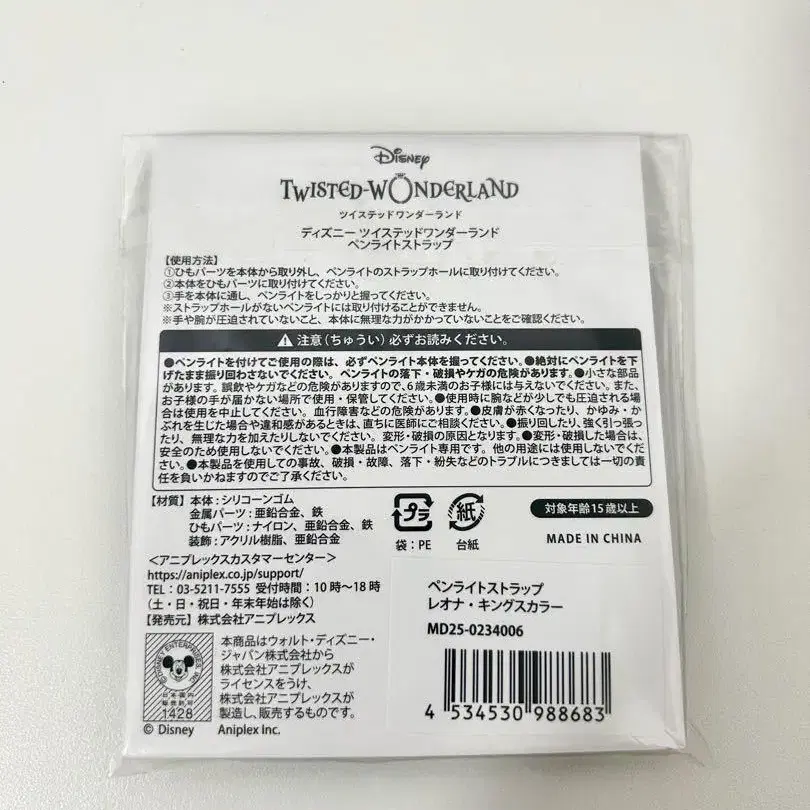 Disney
TWISTED-WONDERLAND
ツイステッドワンダーランド
ディズニー ツイステッドワンダーランド
ペンライトストラップ
【使用方法】
①ひもパーツを本体から取り外し、ペンライトのストラップホールに取り付けてください。
②本体をひもパーツに取り付けてください。
③手を本体に通し、ペンライトをしっかりと握ってください。
※ストラップホールがないペンライトには取り付けることができません。
※手や腕が圧迫されていないこと、本体に無理な力がかかっていないことをご確認ください。
注意(ちゅうい)必ずお読みください。
●ペンライトを付けてご使用の際は、必ずペンライト本体を握ってください。●絶対にペンライトを下
げたまま振り回わさないでください。ペンライトの落下・破損やケガの危険があります。●小さな部品
があります。誤飲やケガなどの危険がありますので、6歳未満のお子様には与えないでください。また、
お子様の手が届かない場所で使用・保管してください。●使用時に腕などが少しでも圧迫される場
合は使用を中止してください。血行障害などの危険があります。●皮膚が赤くなったり、かゆみ・か
ぶれを生じた場合や違和感があるときは、直ちに医師にご相談ください。●振り回したり、強く引っ張っ
たり、無理な力を加えたりしないでください。変形・破損の原因となります。●変形・破損した場合は、
安全のため使用しないでください。●本製品はペンライト専用です。他の用途には使用しないでくださ
い。●本製品を使用しての事故、破損・故障、落下・紛失などのトラブルにつきましては一切の責
任を負いかねますのでご了承ください。
【材質】本体:シリコーンゴム
金属パーツ:亜鉛合金、鉄
ひもパーツ:ナイロン、亜鉛合金、鉄
装飾:アクリル樹脂、亜鉛合金
プラ
袋:PE
紙
台紙
対象年齢15歳以上
MADE IN CHINA
<アニプレックスカスタマーセンター>
https://aniplex.co.jp/support/
TEL:03-5211-7555 受付時間:10時~18時
(土・日・祝日・年末年始は除く)
【発売元】株式会社アニプレックス
DISNEY ENTERPRISES, INC.
日本国内
販売許可
1428
本商品はウォルト・ディズニー・
ジャパン株式会社から
株式会社アニプレックスが
ライセンスをうけ、
株式会社アニプレックスが
製造し、販売するものです。
© Disney Aniplex Inc.
ペンライトストラップ
レオナ・キングスカラー
MD25-0234006
4 534530 988683